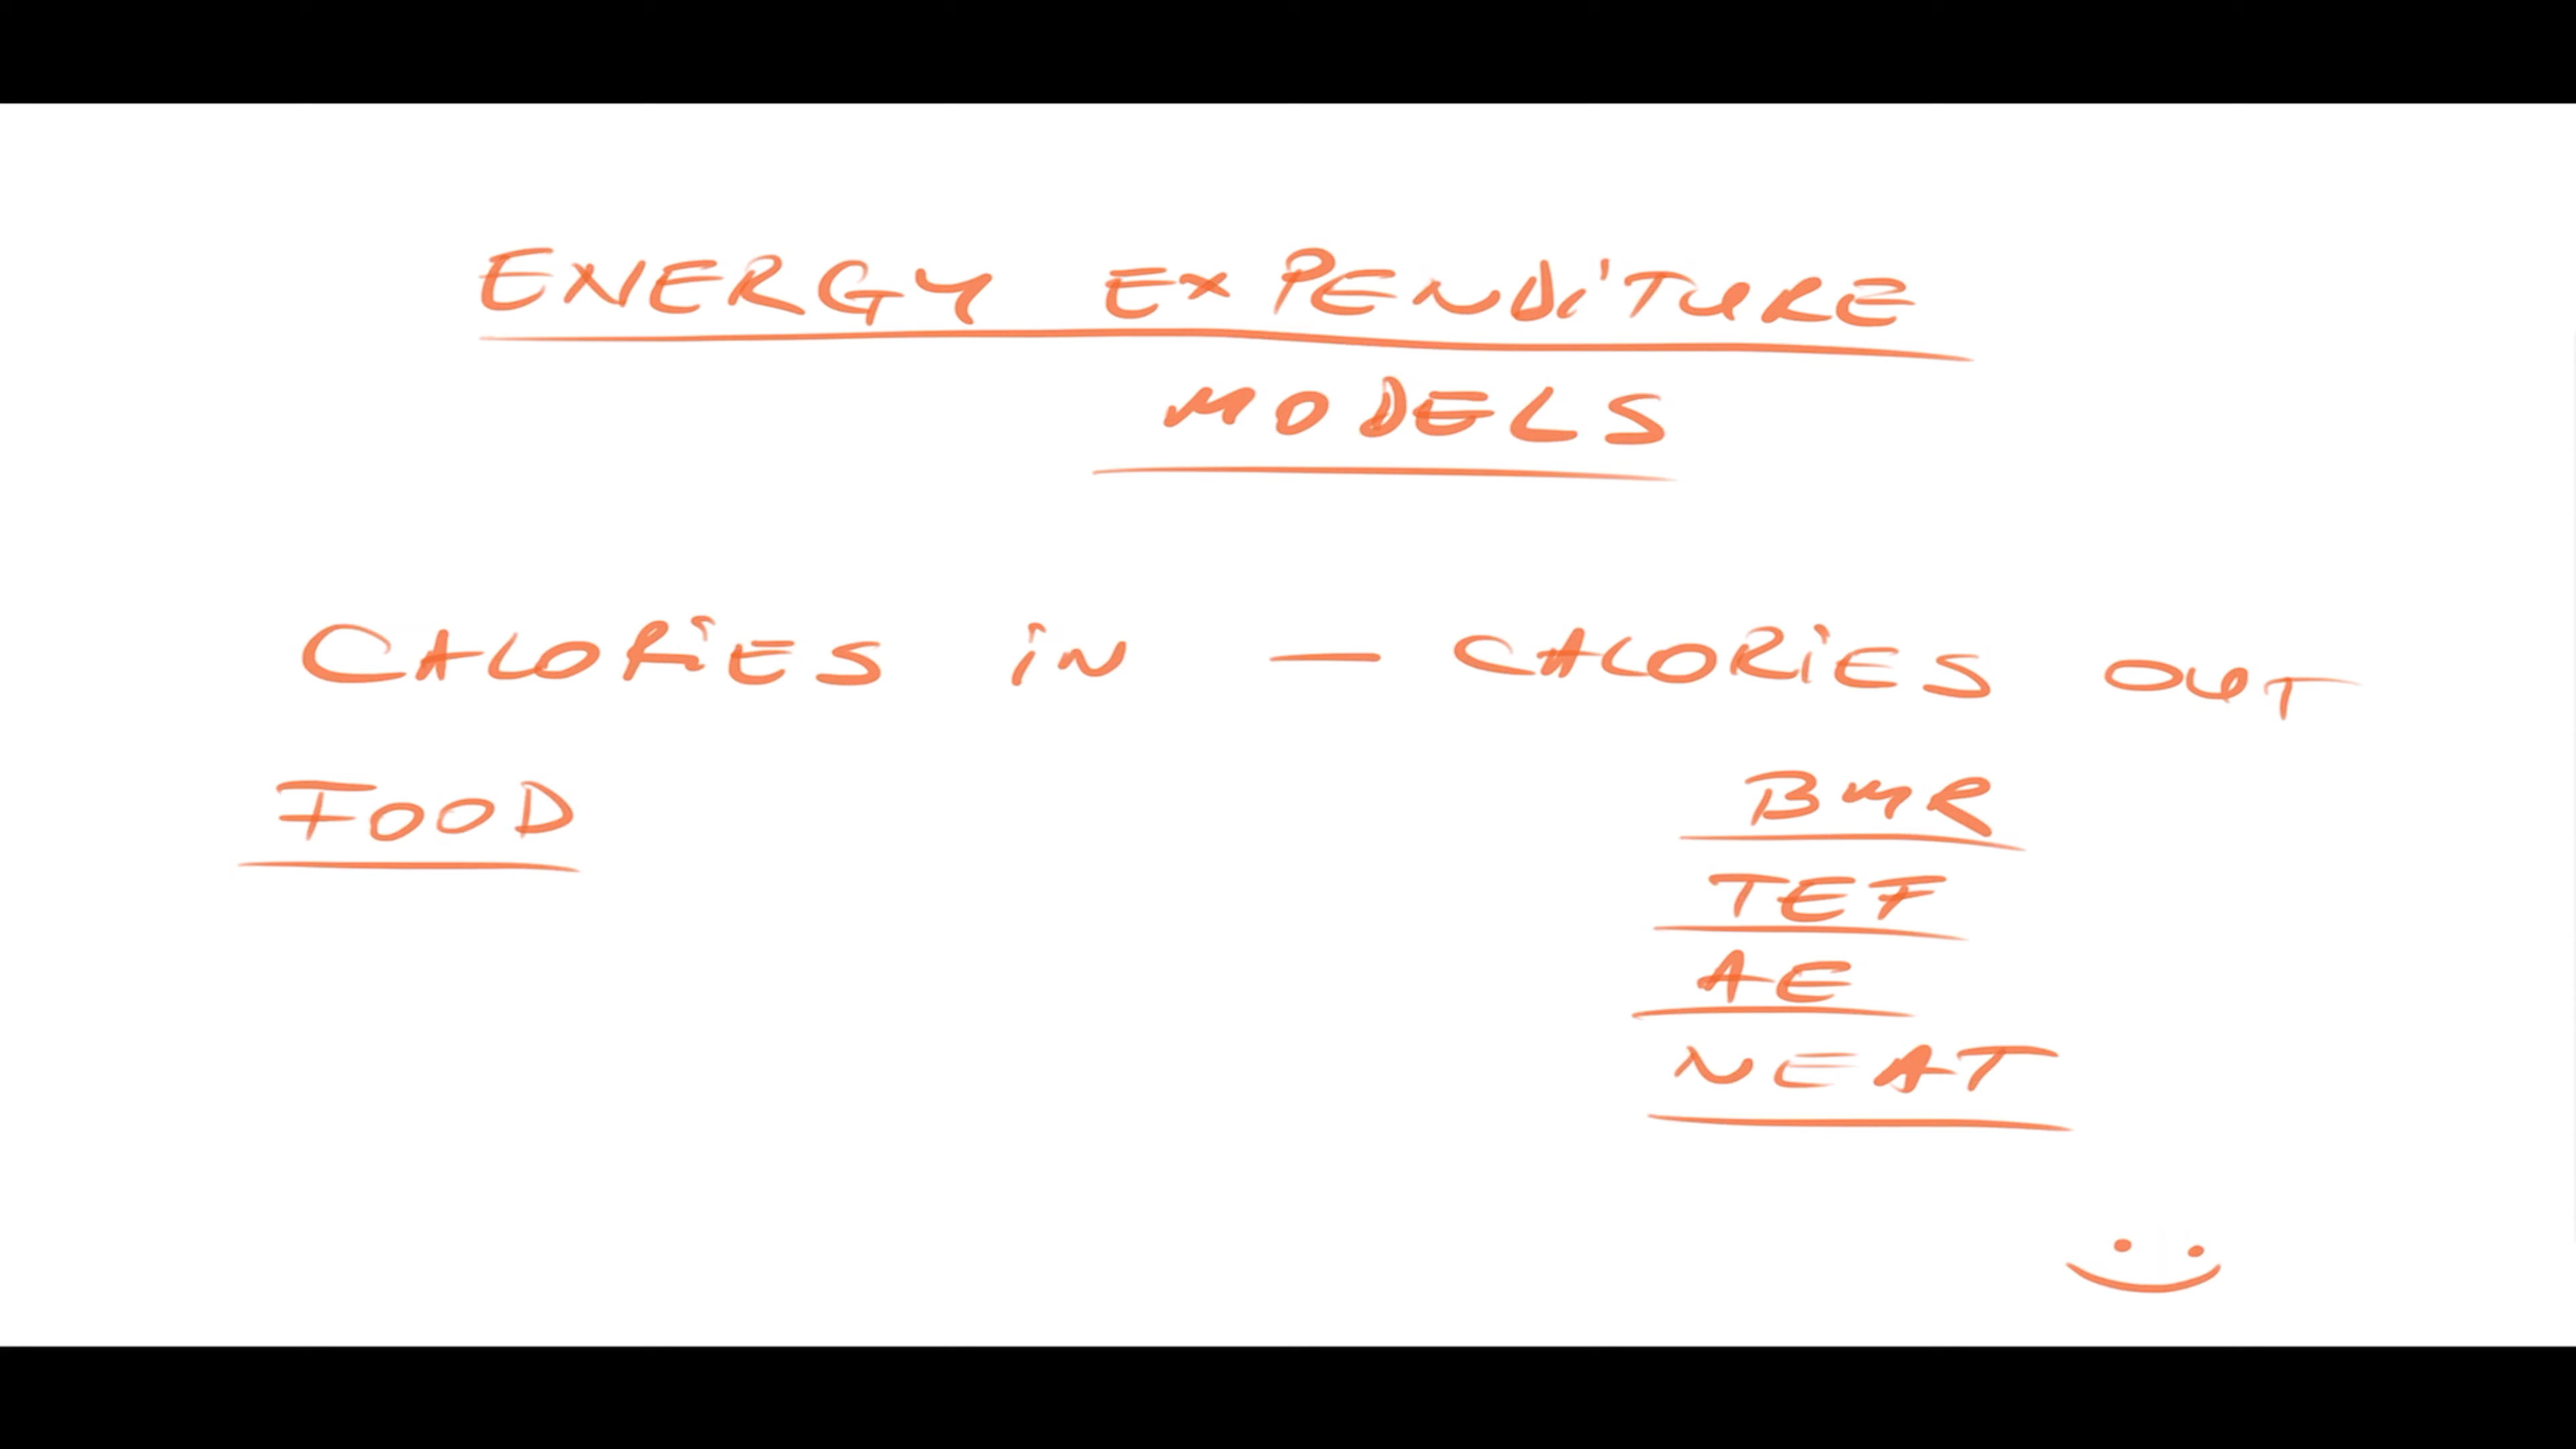 ENERGY EXPENDITURE
MODELS
CALORIES IN — CALORIES OUT
FOOD
BMR
TEF
AE
NEAT